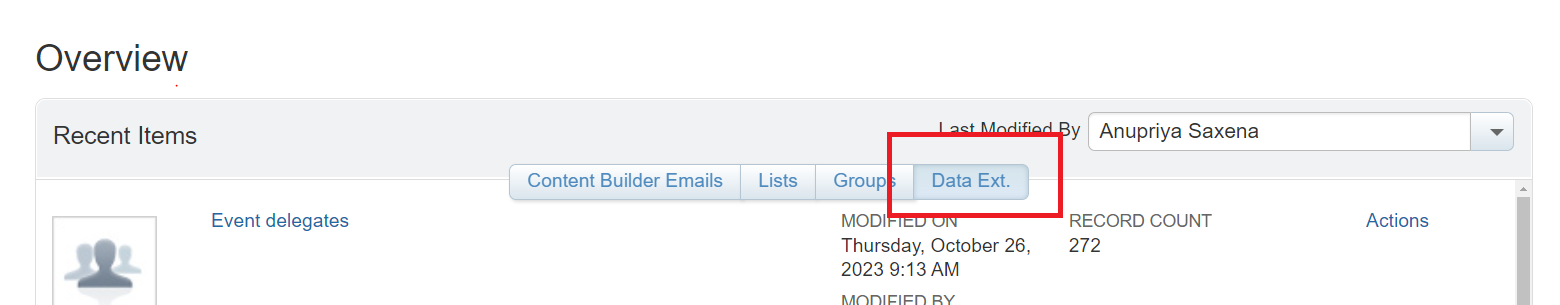 Overview
Recent Items
Last Modified By Anupriya Saxena
Content Builder Emails Lists Groups Data Ext.
Event delegates
MODIFIED ON
Thursday, October 26,
2023 9:13 AM
RECORD COUNT
272
Actions
MODIFIED BY